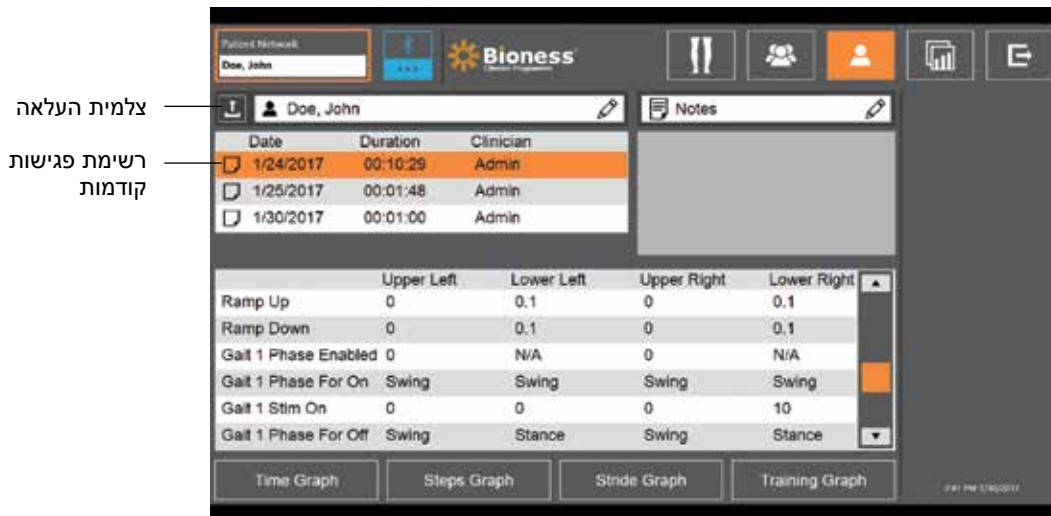 Patient Network
Doe, John
Bioness
צלמית העלאה
Doe, John
Notes
רשימת פגישות
קודמות
Date Duration Clinician
1/24/2017 00:10:29 Admin
1/25/2017 00:01:48 Admin
1/30/2017 00:01:00 Admin
Upper Left Lower Left Upper Right Lower Right
Ramp Up 0 0.1 0 0.1
Ramp Down 0 0.1 0 0.1
Gait 1 Phase Enabled 0 N/A 0 N/A
Gait 1 Phase For On Swing Swing Swing Swing
Gait 1 Stim On 0 0 0 10
Gait 1 Phase For Off Swing Stance Swing Stance
Time Graph Steps Graph Stride Graph Training Graph